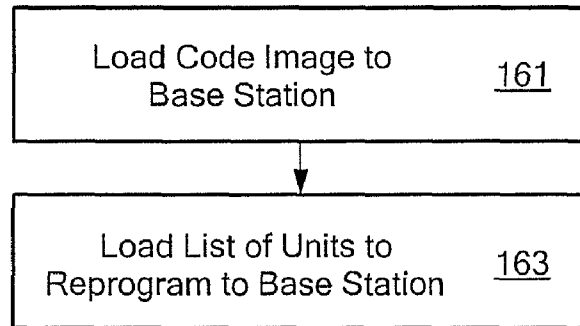 Load Code Image to
Base Station
161
Load List of Units to
Reprogram to Base Station
163